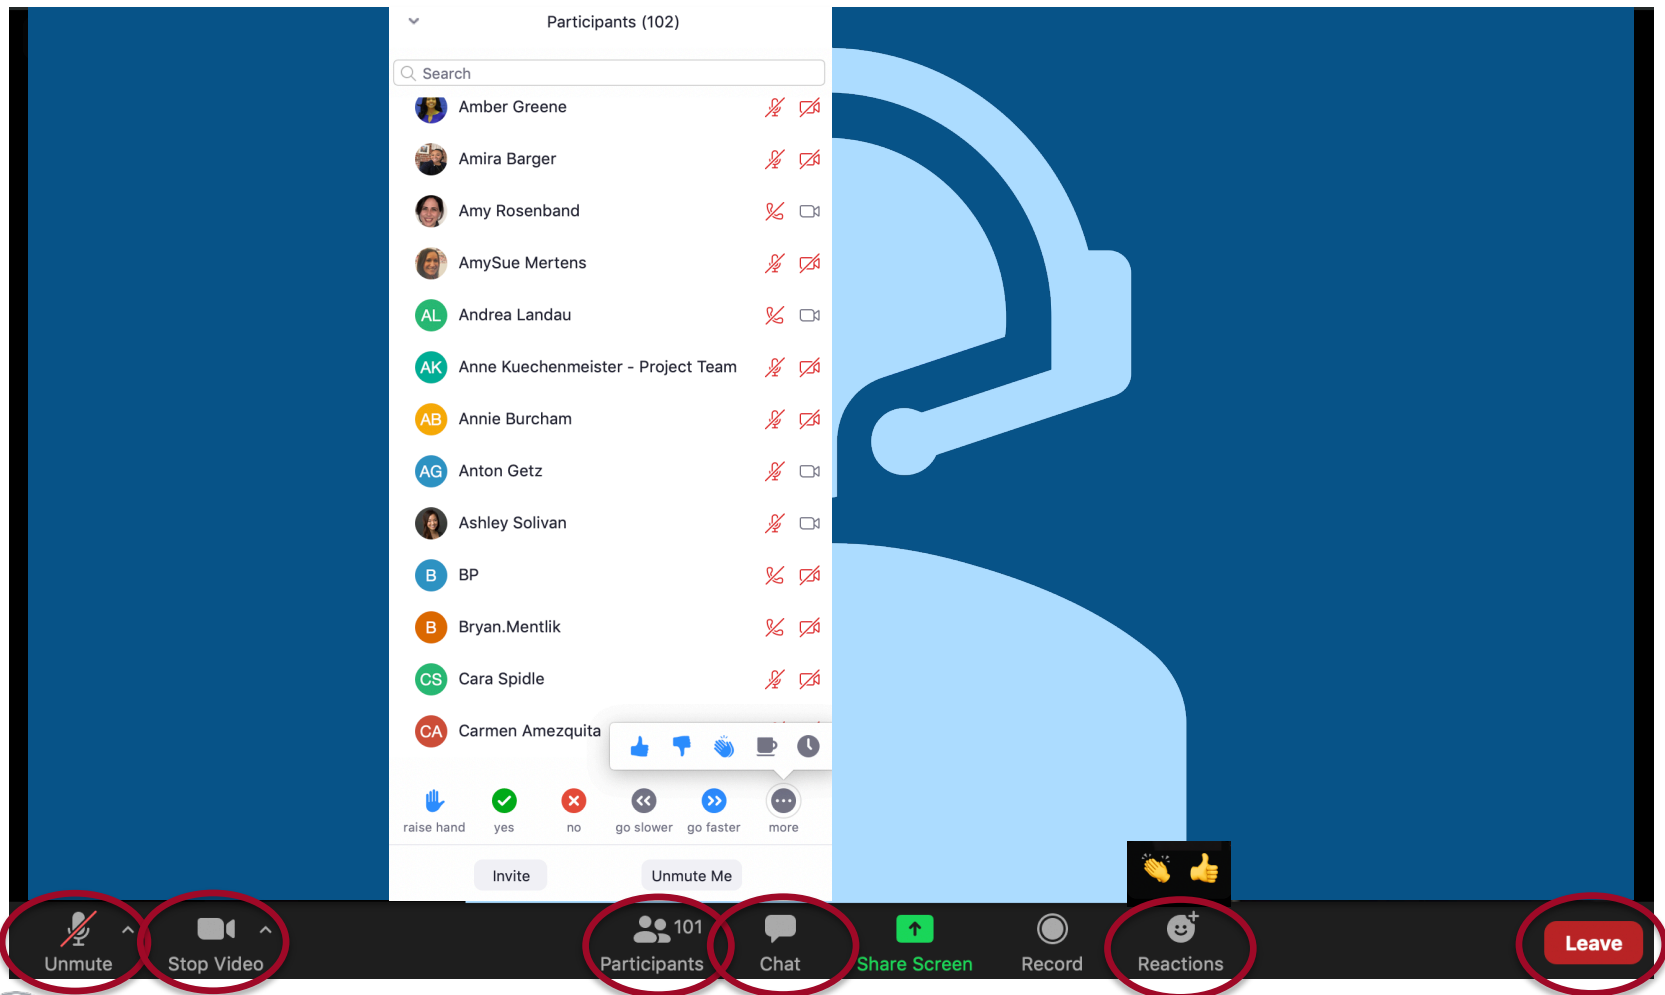 Participants (102)
Search
Amber Greene
Amira Barger
Amy Rosenband
AmySue Mertens
AL Andrea Landau
AK Anne Kuechenmeister - Project Team
AB Annie Burcham
AG Anton Getz
Ashley Solivan
B BP
B Bryan.Mentlik
CS Cara Spidle
CA Carmen Amezquita
raise hand yes no go slower go faster more
Invite Unmute Me
101
Unmute Stop Video Participants Chat Share Screen Record Reactions Leave